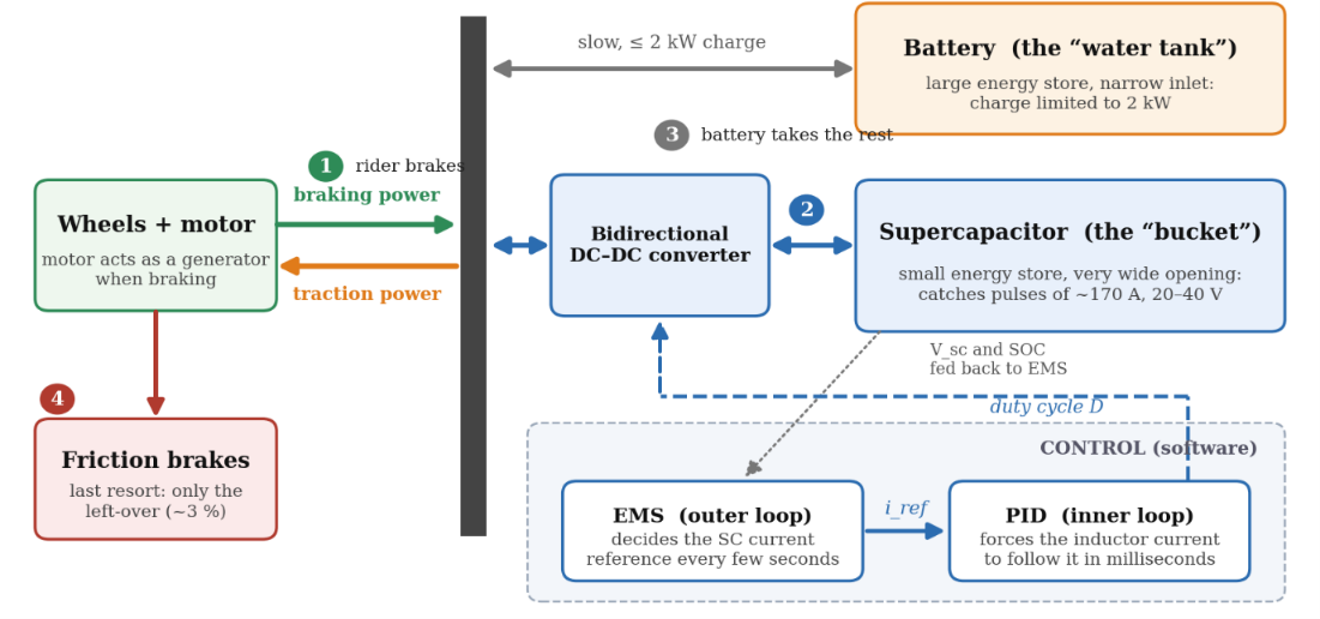 slow, ≤ 2 kW charge
Battery (the “water tank”)
large energy store, narrow inlet:
charge limited to 2 kW
3 battery takes the rest
1 rider brakes
braking power
traction power
Wheels + motor
motor acts as a generator
when braking
Bidirectional
DC–DC converter
2
Supercapacitor (the “bucket”)
small energy store, very wide opening:
catches pulses of ~170 A, 20–40 V
V_sc and SOC
fed back to EMS
duty cycle D
4
Friction brakes
last resort: only the
left-over (~3 %)
CONTROL (software)
EMS (outer loop)
decides the SC current
reference every few seconds
i_ref
PID (inner loop)
forces the inductor current
to follow it in milliseconds